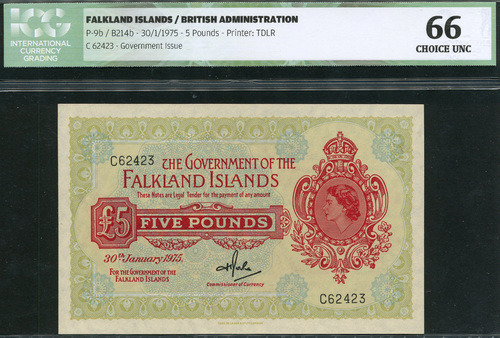 ICG
INTERNATIONAL
CURRENCY
GRADING
FALKLAND ISLANDS / BRITISH ADMINISTRATION
P-9b / B214b - 30/1/1975 - 5 Pounds - Printer: TDLR
C 62423 - Government Issue
66
CHOICE UNC
C62423
THE GOVERNMENT OF THE
FALKLAND ISLANDS
These Notes are Legal Tender for the payment of any amount
£5
FIVE POUNDS
30th January 1975.
FOR THE GOVERNMENT OF THE
FALKLAND ISLANDS
Commissioner of Currency
C62423